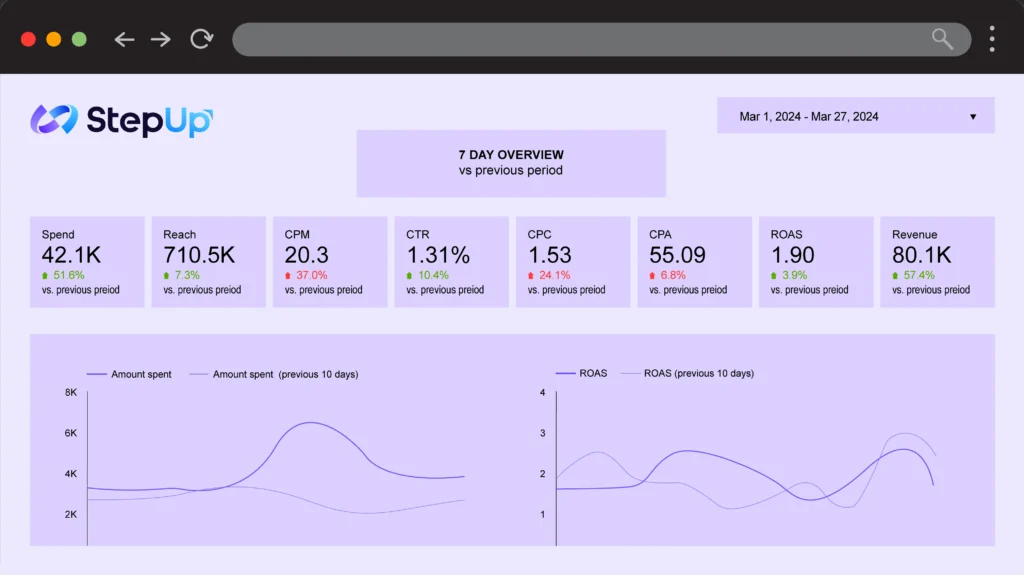 StepUp
Mar 1, 2024 - Mar 27, 2024
7 DAY OVERVIEW
vs previous period
Spend
42.1K
51.6%
vs. previous preiod
Reach
710.5K
7.3%
vs. previous preiod
CPM
20.3
37.0%
vs. previous preiod
CTR
1.31%
10.4%
vs. previous preiod
CPC
1.53
24.1%
vs. previous preiod
CPA
55.09
6.8%
vs. previous preiod
ROAS
1.90
3.9%
vs. previous preiod
Revenue
80.1K
57.4%
vs. previous preiod
Amount spent
Amount spent (previous 10 days)
8K
6K
4K
2K
ROAS
ROAS (previous 10 days)
4
3
2
1